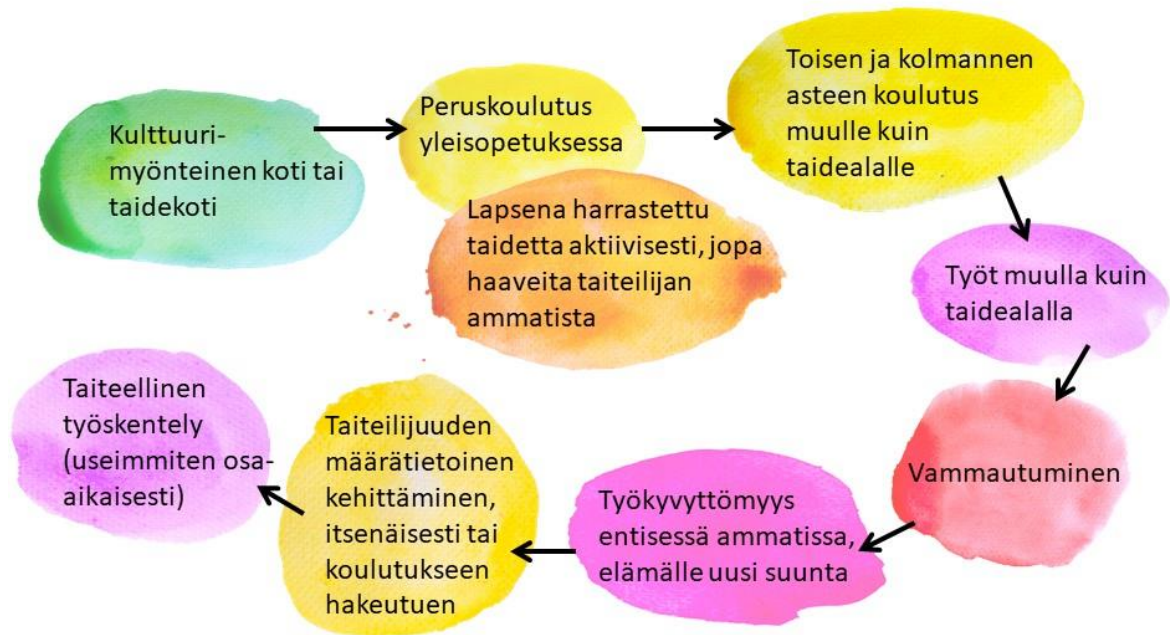 Kulttuuri-
myönteinen koti tai
taidekoti
Peruskoulutus
yleisopetuksessa
Lapsena harrastettu
taidetta aktiivisesti, jopa
haaveita taiteilijan
ammatista
Toisen ja kolmannen
asteen koulutus
muulle kuin
taidealalle
Työt muulla kuin
taidealalla
Vammautuminen
Työkyvyttömyys
entisessä ammatissa,
elämälle uusi suunta
Taiteilijuuden
määrätietoinen
kehittäminen,
itsenäisesti tai
koulutukseen
hakeutuen
Taiteellinen
työskentely
(useimmiten osa-
aikaisesti)